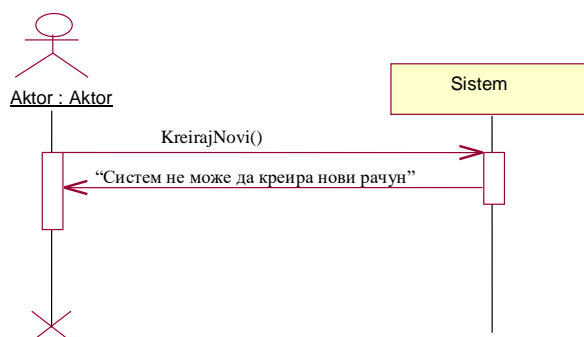 Aktor : Aktor
Sistem
KreirajNovi()
“Систем не може да креира нови рачун”